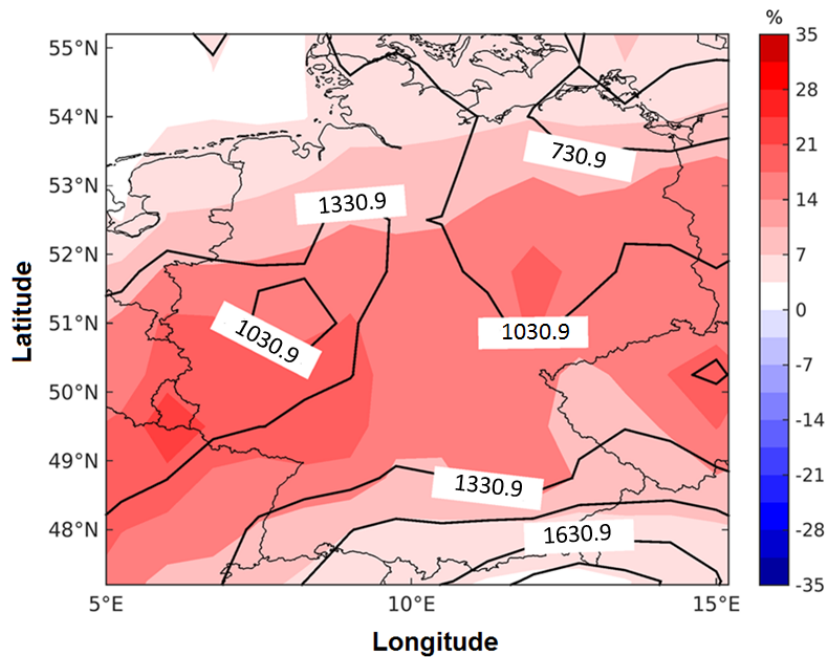 %
55°N
54°N
53°N
52°N
51°N
50°N
49°N
48°N
Latitude
730.9
1330.9
1030.9
1030.9
1330.9
1630.9
35
28
21
14
7
0
-7
-14
-21
-28
-35
5°E
10°E
15°E
Longitude